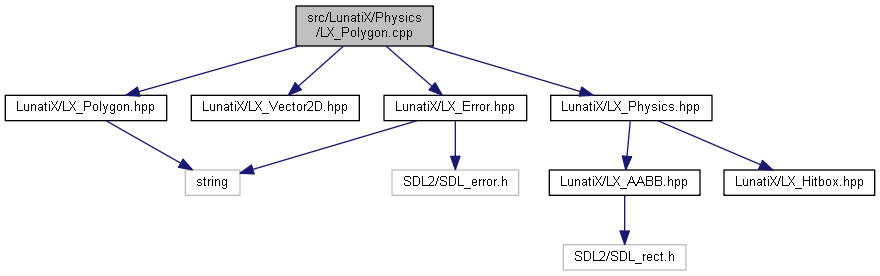 src/LunatiX/Physics
/LX_Polygon.cpp
LunatiX/LX_Polygon.hpp
LunatiX/LX_Vector2D.hpp
LunatiX/LX_Error.hpp
LunatiX/LX_Physics.hpp
string
SDL2/SDL_error.h
LunatiX/LX_AABB.hpp
LunatiX/LX_Hitbox.hpp
SDL2/SDL_rect.h